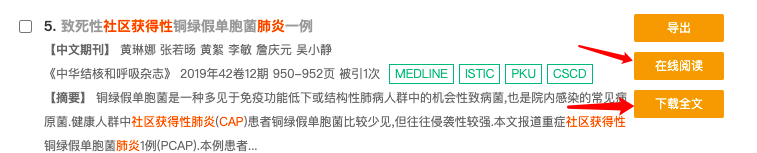 5. 致死性社区获得性铜绿假单胞菌肺炎一例
导出
【中文期刊】 黄琳娜 张若旸 黄絮 李敏 詹庆元 吴小静
在线阅读
《中华结核和呼吸杂志》 2019年42卷12期 950-952页 被引1次 MEDLINE ISTIC PKU CSCD
【摘要】 铜绿假单胞菌是一种多见于免疫功能低下或结构性肺病人群中的机会性致病菌,也是院内感染的常见病
下载全文
原菌.健康人群中社区获得性肺炎(CAP)患者铜绿假单胞菌比较少见,但往往侵袭性较强.本文报道重症社区获得性
铜绿假单胞菌肺炎1例(PCAP).本例患者...